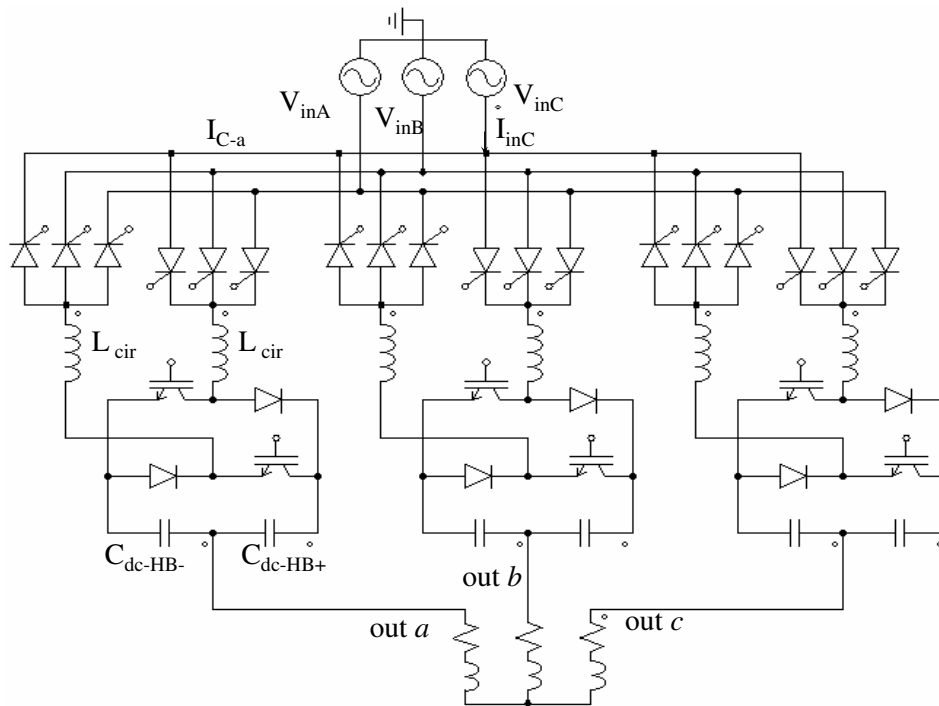 V_inA
V_inB
V_inC
I_C-a
I_inC
L_cir
L_cir
C_dc-HB-
C_dc-HB+
out b
out a
out c